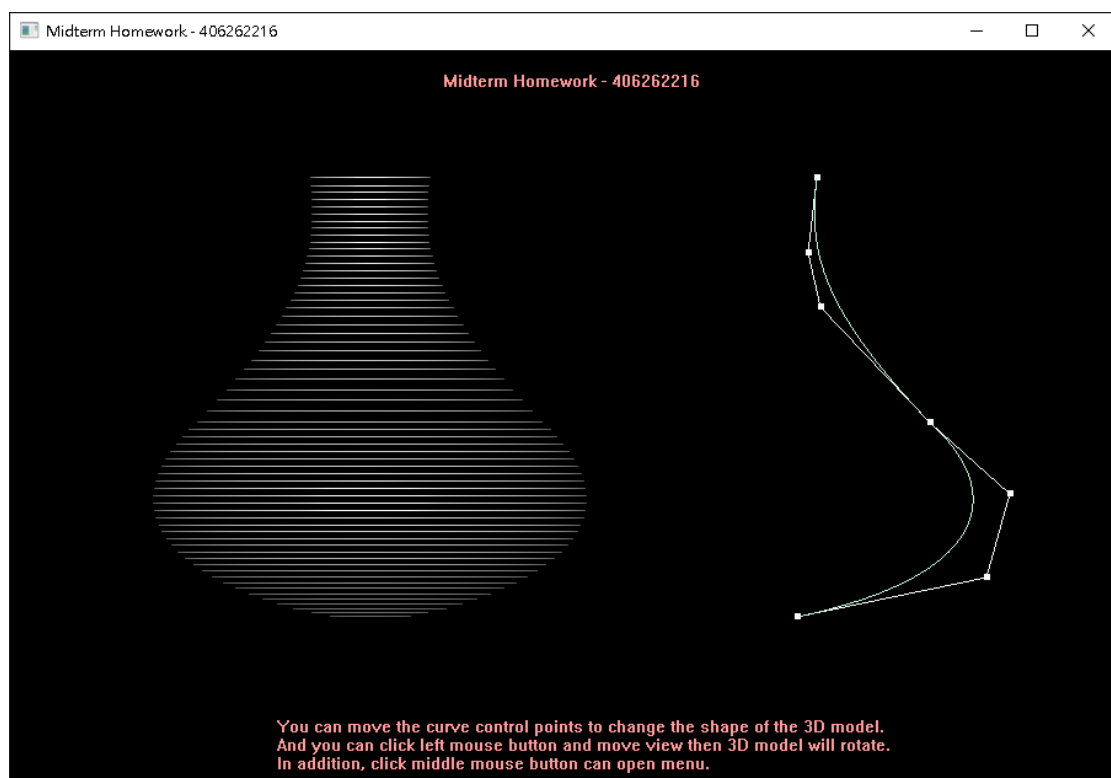 Midterm Homework - 406262216
Midterm Homework - 406262216
You can move the curve control points to change the shape of the 3D model.
And you can click left mouse button and move view then 3D model will rotate.
In addition, click middle mouse button can open menu.